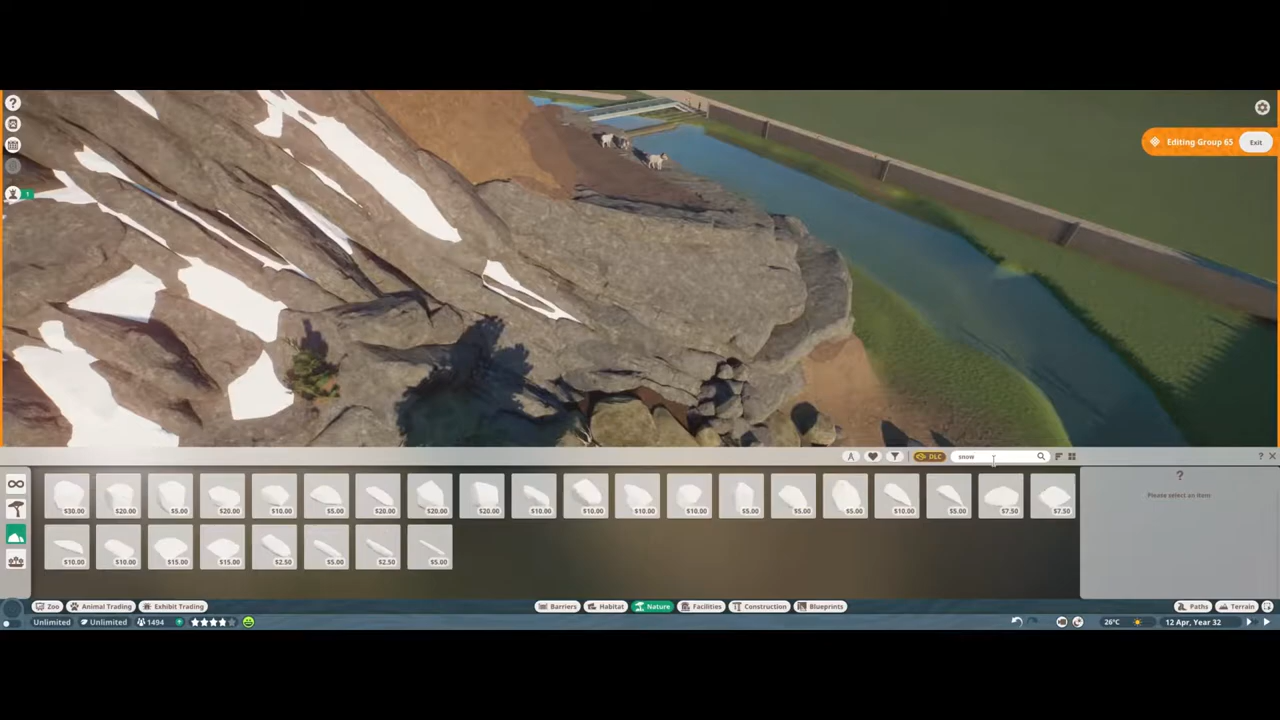 ?
1
Editing Group 65 Exit
DLC snow ? ×
$30.00 $20.00 $5.00 $20.00 $10.00 $5.00 $5.00 $20.00 $20.00 $10.00 $10.00 $10.00 $10.00 $5.00 $5.00 $5.00 $10.00 $5.00 $7.50 $7.50
?
Please select an item
$10.00 $10.00 $15.00 $15.00 $2.50 $5.00 $2.50 $5.00
Zoo Animal Trading Exhibit Trading Barriers Habitat Nature Facilities Construction Blueprints Paths Terrain
Unlimited Unlimited 1494 26°C 12 Apr, Year 32